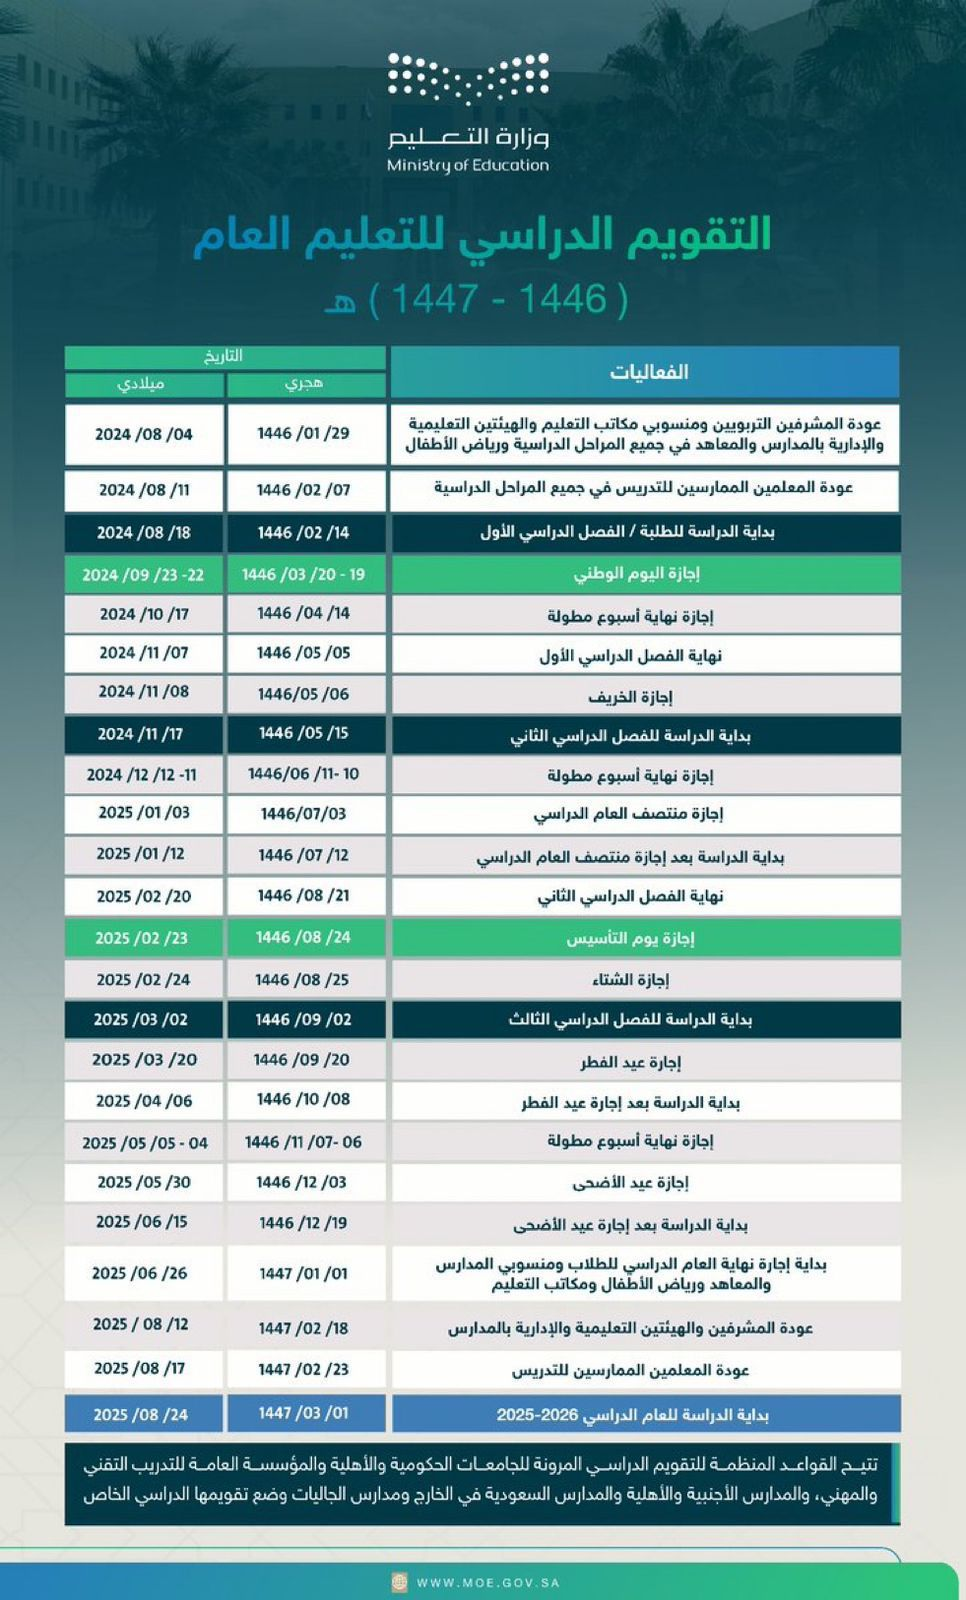 وزارة التعليم
Ministry of Education
التقويم الدراسي للتعليم العام
( 1446 - 1447 ) هـ
الفعاليات
التاريخ
هجري
ميلادي
عودة المشرفين التربويين ومنسوبي مكاتب التعليم والهيئتين التعليمية
والإدارية بالمدارس والمعاهد في جميع المراحل الدراسية ورياض الأطفال
1446 /01 /29
2024 /08 /04
عودة المعلمين الممارسين للتدريس في جميع المراحل الدراسية
1446 /02 /07
2024 /08 /11
بداية الدراسة للطلبة / الفصل الدراسي الأول
1446 /02 /14
2024 /08 /18
إجازة اليوم الوطني
1446 /03 /20 - 19
2024 /09 /23 -22
إجازة نهاية أسبوع مطولة
1446 /04 /14
2024 /10 /17
نهاية الفصل الدراسي الأول
1446 /05 /05
2024 /11 /07
إجازة الخريف
1446/05 /06
2024 /11 /08
بداية الدراسة للفصل الدراسي الثاني
1446 /05 /15
2024 /11 /17
إجازة نهاية أسبوع مطولة
1446/06 /11- 10
2024 /12 /12 -11
إجازة منتصف العام الدراسي
1446/07/03
2025 /01 /03
بداية الدراسة بعد إجازة منتصف العام الدراسي
1446 /07 /12
2025 /01 /12
نهاية الفصل الدراسي الثاني
1446 /08 /21
2025 /02 /20
إجازة يوم التأسيس
1446 /08 /24
2025 /02 /23
إجازة الشتاء
1446 /08 /25
2025 /02 /24
بداية الدراسة للفصل الدراسي الثالث
1446 /09 /02
2025 /03 /02
إجازة عيد الفطر
1446 /09 /20
2025 /03 /20
بداية الدراسة بعد إجازة عيد الفطر
1446 /10 /08
2025 /04 /06
إجازة نهاية أسبوع مطولة
1446 /11 /07- 06
2025 /05 /05 - 04
إجازة عيد الأضحى
1446 /12 /03
2025 /05 /30
بداية الدراسة بعد إجازة عيد الأضحى
1446 /12 /19
2025 /06 /15
بداية إجازة نهاية العام الدراسي للطلاب ومنسوبي المدارس
والمعاهد ورياض الأطفال ومكاتب التعليم
1447 /01 /01
2025 /06 /26
عودة المشرفين والهيئتين التعليمية والإدارية بالمدارس
1447 /02 /18
2025 / 08 /12
عودة المعلمين الممارسين للتدريس
1447 /02 /23
2025 /08 /17
بداية الدراسة للعام الدراسي 2025-2026
1447 /03 /01
2025 /08 /24
تتيح القواعد المنظمة للتقويم الدراسي المرونة للجامعات الحكومية والأهلية والمؤسسة العامة للتدريب التقني
والمهني، والمدارس الأجنبية والأهلية والمدارس السعودية في الخارج ومدارس الجاليات وضع تقويمها الدراسي الخاص
WWW.MOE.GOV.SA